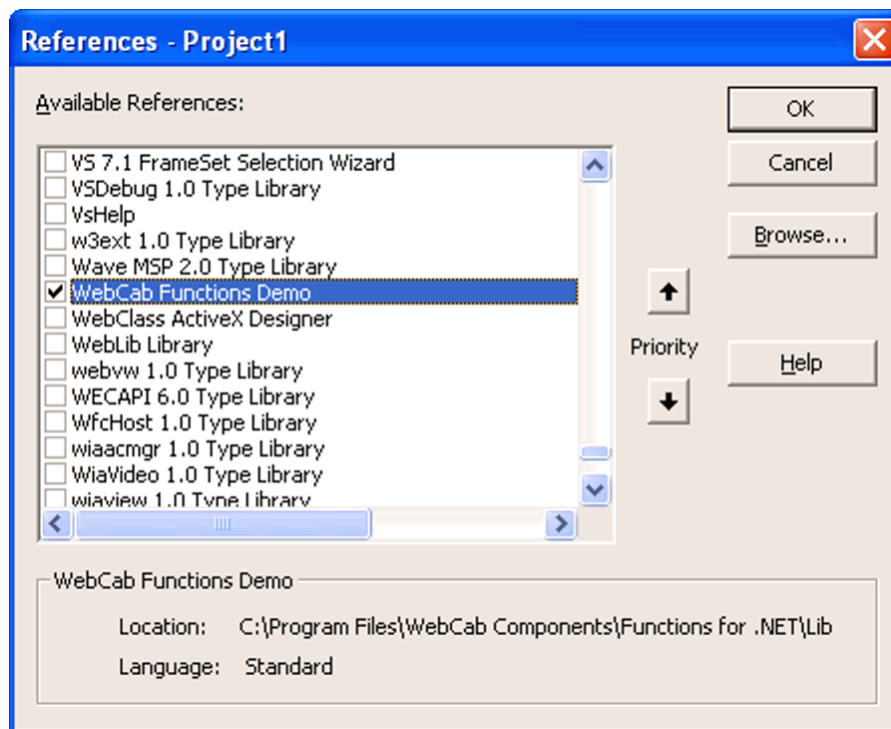 References - Project1
Available References:
OK
VS 7.1 FrameSet Selection Wizard
VSDebug 1.0 Type Library
VsHelp
w3ext 1.0 Type Library
Wave MSP 2.0 Type Library
WebCab Functions Demo
WebClass ActiveX Designer
WebLib Library
webvw 1.0 Type Library
WECAPI 6.0 Type Library
WfcHost 1.0 Type Library
wiaacmgr 1.0 Type Library
WiaVideo 1.0 Type Library
wiaview 1.0 Type Library
Cancel
Browse...
Priority
Help
WebCab Functions Demo
Location: C:\Program Files\WebCab Components\Functions for .NET\Lib
Language: Standard